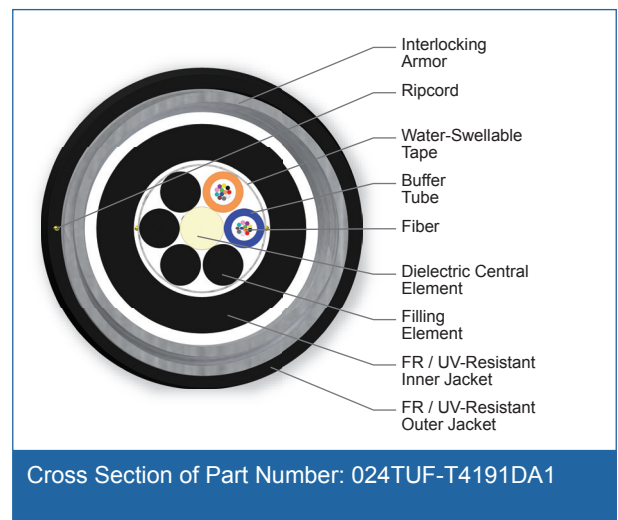 Interlocking
Armor
Ripcord
Water-Swellable
Tape
Buffer
Tube
Fiber
Dielectric Central
Element
Filling
Element
FR / UV-Resistant
Inner Jacket
FR / UV-Resistant
Outer Jacket
Cross Section of Part Number: 024TUF-T4191DA1